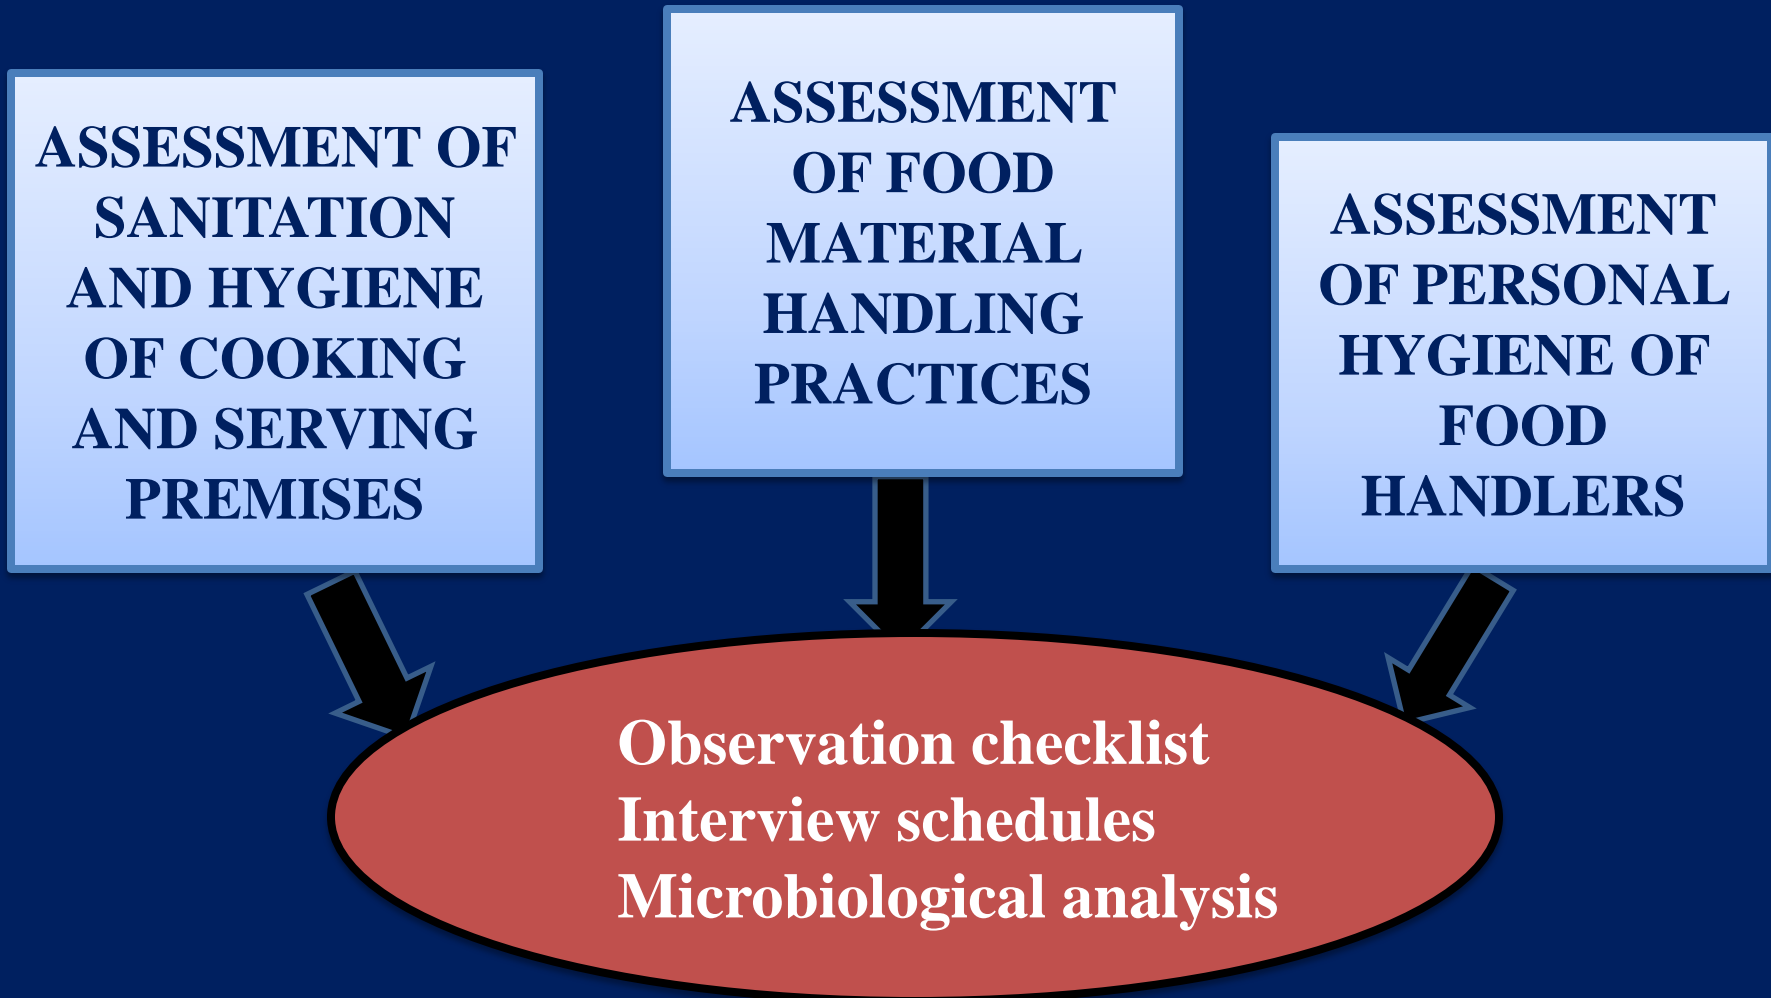 ASSESSMENT OF
SANITATION
AND HYGIENE
OF COOKING
AND SERVING
PREMISES
ASSESSMENT
OF FOOD
MATERIAL
HANDLING
PRACTICES
ASSESSMENT
OF PERSONAL
HYGIENE OF
FOOD
HANDLERS
Observation checklist
Interview schedules
Microbiological analysis